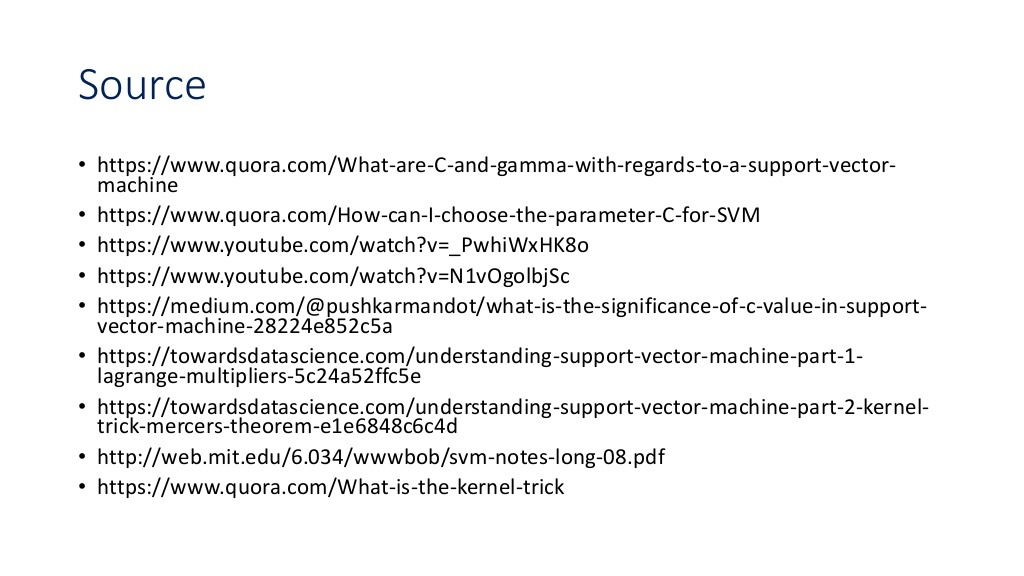 Source
• https://www.quora.com/What-are-C-and-gamma-with-regards-to-a-support-vector-
machine
• https://www.quora.com/How-can-I-choose-the-parameter-C-for-SVM
• https://www.youtube.com/watch?v=_PwhiWxHK8o
• https://www.youtube.com/watch?v=N1vOgolbjSc
• https://medium.com/@pushkarmandot/what-is-the-significance-of-c-value-in-support-
vector-machine-28224e852c5a
• https://towardsdatascience.com/understanding-support-vector-machine-part-1-
lagrange-multipliers-5c24a52ffc5e
• https://towardsdatascience.com/understanding-support-vector-machine-part-2-kernel-
trick-mercers-theorem-e1e6848c6c4d
• http://web.mit.edu/6.034/wwwbob/svm-notes-long-08.pdf
• https://www.quora.com/What-is-the-kernel-trick